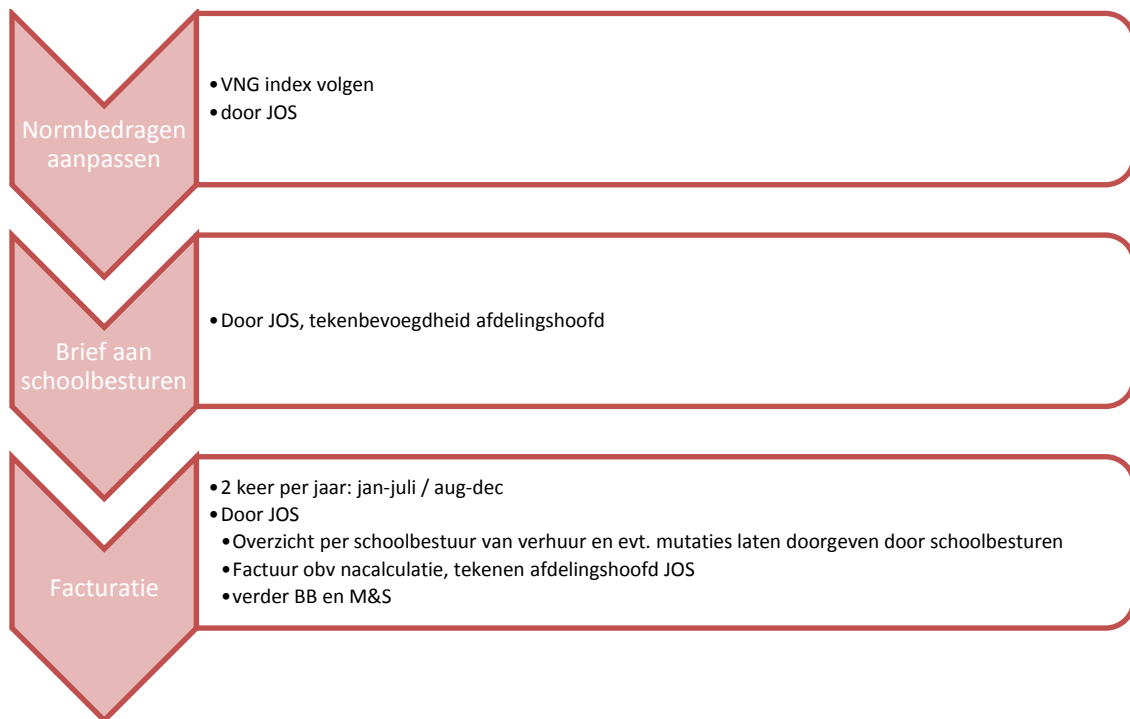 Normbedragen
aanpassen
•VNG index volgen
•door JOS
Brief aan
schoolbesturen
•Door JOS, tekenbevoegdheid afdelingshoofd
Facturatie
•2 keer per jaar: jan-juli / aug-dec
•Door JOS
•Overzicht per schoolbestuur van verhuur en evt. mutaties laten doorgeven door schoolbesturen
•Factuur obv nacalculatie, tekenen afdelingshoofd JOS
•verder BB en M&S